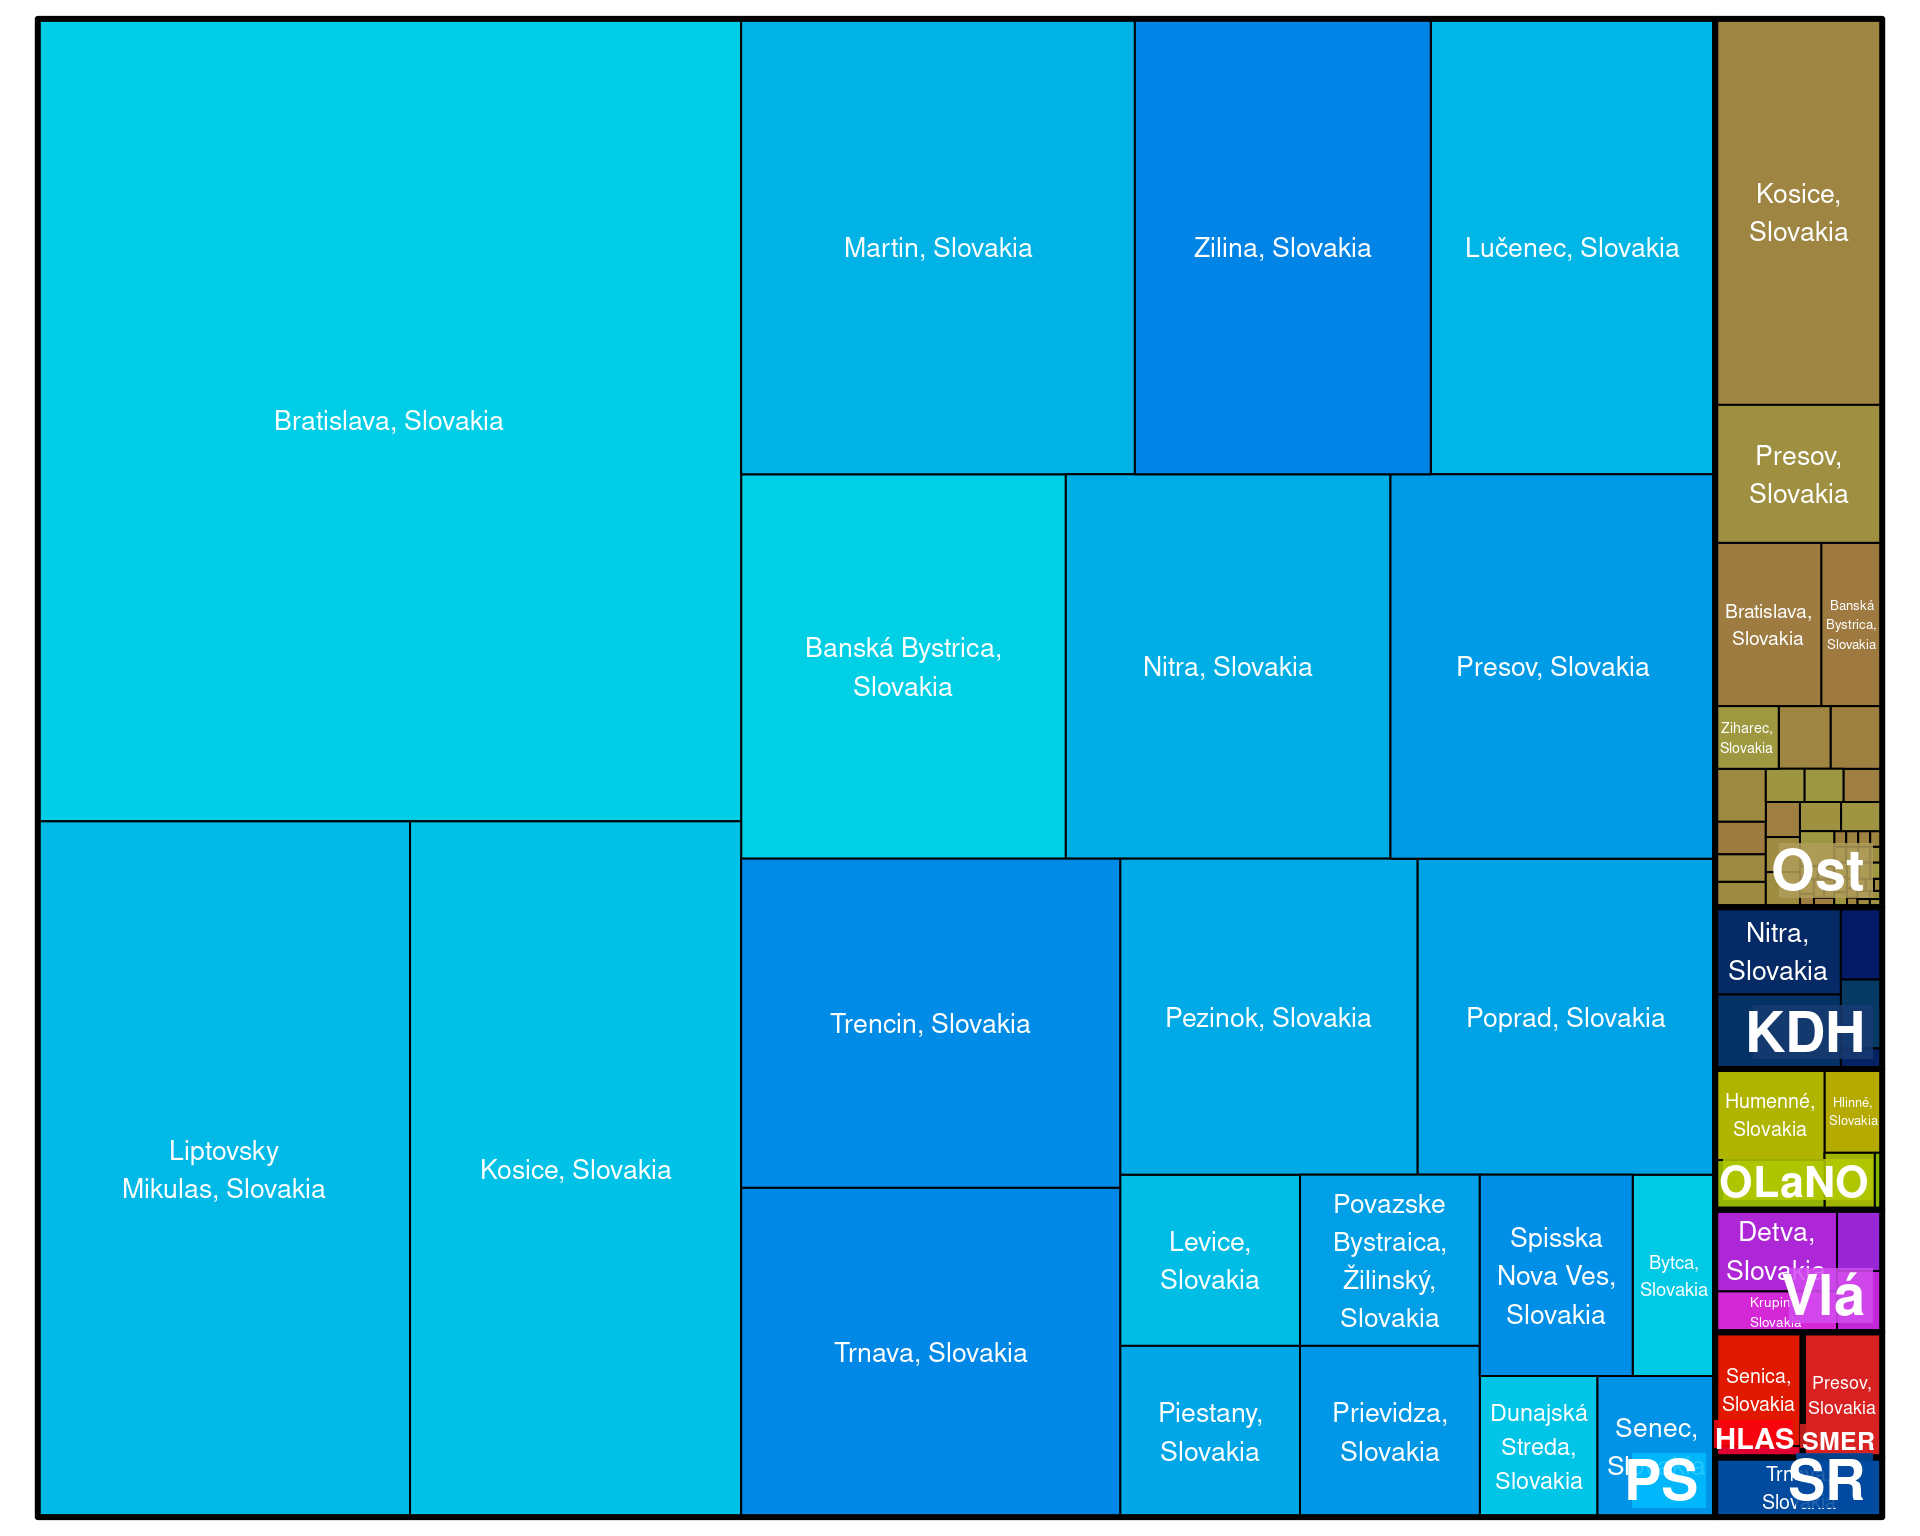 Bratislava, Slovakia
Martin, Slovakia
Zilina, Slovakia
Lučenec, Slovakia
Banská Bystrica,
Slovakia
Nitra, Slovakia
Presov, Slovakia
Liptovsky
Mikulas, Slovakia
Kosice, Slovakia
Trencin, Slovakia
Pezinok, Slovakia
Poprad, Slovakia
Trnava, Slovakia
Levice,
Slovakia
Povazske
Bystraica,
Žilinský,
Slovakia
Spisska
Nova Ves,
Slovakia
Bytca,
Slovakia
Piestany,
Slovakia
Prievidza,
Slovakia
Dunajská
Streda,
Slovakia
Senec,
Slovakia
PS
Kosice,
Slovakia
Presov,
Slovakia
Bratislava,
Slovakia
Banská
Bystrica,
Slovakia
Ziharec,
Slovakia
Ost
Nitra,
Slovakia
KDH
Humenné,
Slovakia
Hlinné,
Slovakia
OLaNO
Detva,
Slovakia
Vlá
Slovakia
Senica,
Slovakia
HLAS
Presov,
Slovakia
SMER
Slovakia
SR